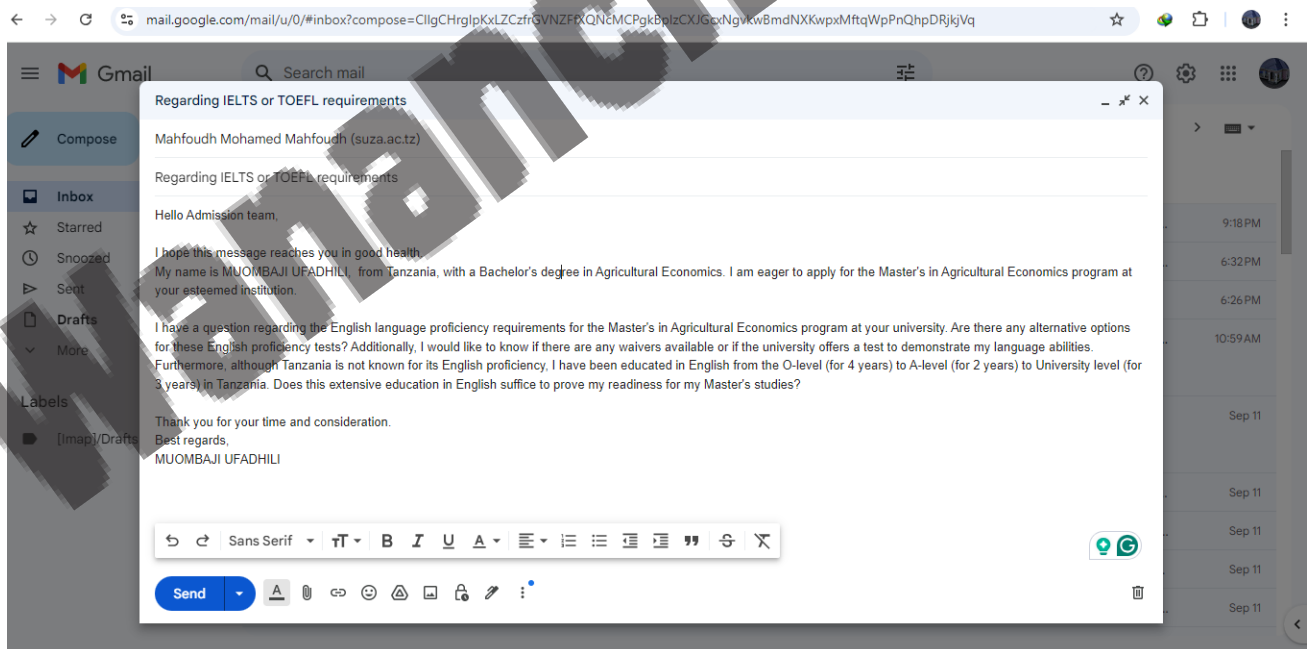 mail.google.com/mail/u/0/#inbox?compose=CllgCHrgIpKxLZCzfrGVNZFfXQNcMCPgkBpIzCXJGcxNgvkwBmdNXKwpxMftqWpPnQhpDRjkjVq
Gmail
Search mail
Compose
Inbox
Starred
Snoozed
Sent
Drafts
More
Labels
[Imap]/Drafts
Regarding IELTS or TOEFL requirements
Mahfoudh Mohamed Mahfoudh (suza.ac.tz)
Regarding IELTS or TOEFL requirements
Hello Admission team,
I hope this message reaches you in good health.
My name is MUOMBAJI UFADHILI, from Tanzania, with a Bachelor's degree in Agricultural Economics. I am eager to apply for the Master's in Agricultural Economics program at
your esteemed institution.
I have a question regarding the English language proficiency requirements for the Master's in Agricultural Economics program at your university. Are there any alternative options
for these English proficiency tests? Additionally, I would like to know if there are any waivers available or if the university offers a test to demonstrate my language abilities.
Furthermore, although Tanzania is not known for its English proficiency, I have been educated in English from the O-level (for 4 years) to A-level (for 2 years) to University level (for
3 years) in Tanzania. Does this extensive education in English suffice to prove my readiness for my Master's studies?
Thank you for your time and consideration.
Best regards,
MUOMBAJI UFADHILI
Sans Serif
Send
9:18 PM
6:32 PM
6:26 PM
10:59 AM
Sep 11
Sep 11
Sep 11
Sep 11
Sep 11